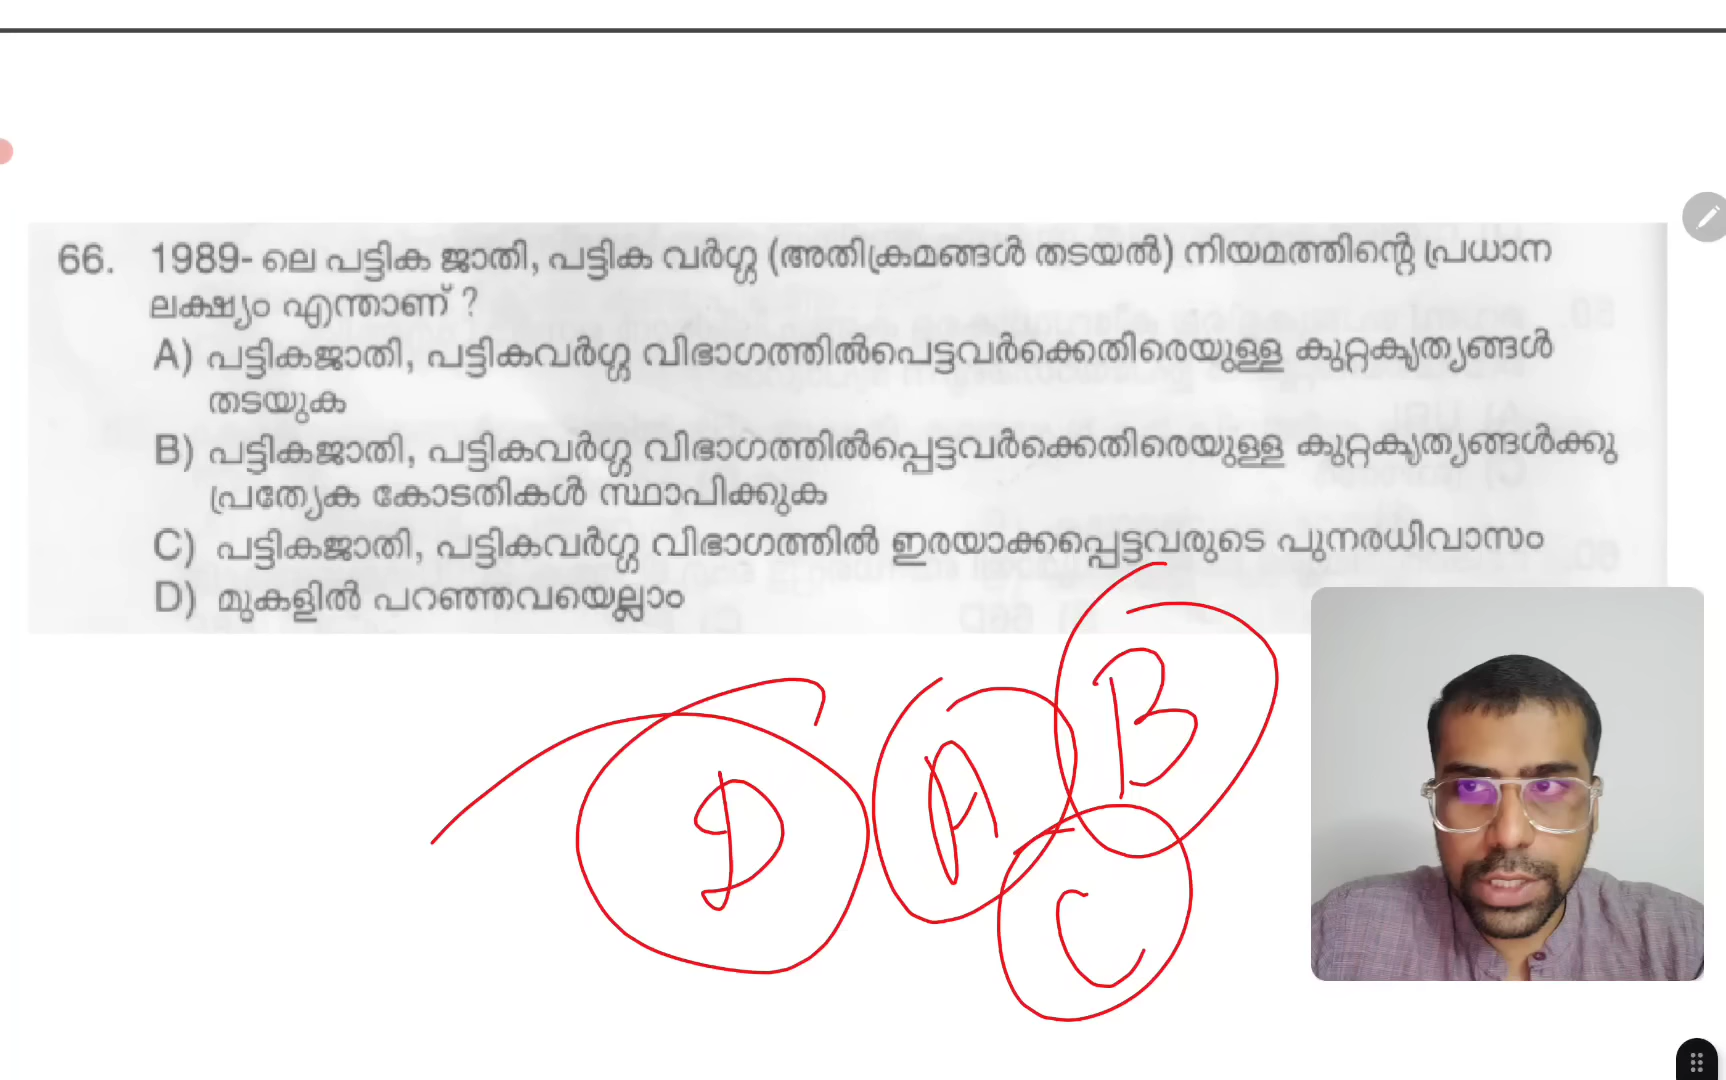 66. 1989- ലെ പട്ടിക ജാതി, പട്ടിക വർഗ്ഗ (അതിക്രമങ്ങൾ തടയൽ) നിയമത്തിന്റെ പ്രധാന
ലക്ഷ്യം എന്താണ് ?
A) പട്ടികജാതി, പട്ടികവർഗ്ഗ വിഭാഗത്തിൽപെട്ടവർക്കെതിരെയുള്ള കുറ്റകൃത്യങ്ങൾ
തടയുക
B) പട്ടികജാതി, പട്ടികവർഗ്ഗ വിഭാഗത്തിൽപ്പെട്ടവർക്കെതിരെയുള്ള കുറ്റകൃത്യങ്ങൾക്കു
പ്രത്യേക കോടതികൾ സ്ഥാപിക്കുക
C) പട്ടികജാതി, പട്ടികവർഗ്ഗ വിഭാഗത്തിൽ ഇരയാക്കപ്പെട്ടവരുടെ പുനരധിവാസം
D) മുകളിൽ പറഞ്ഞവയെല്ലാം
D A B
C